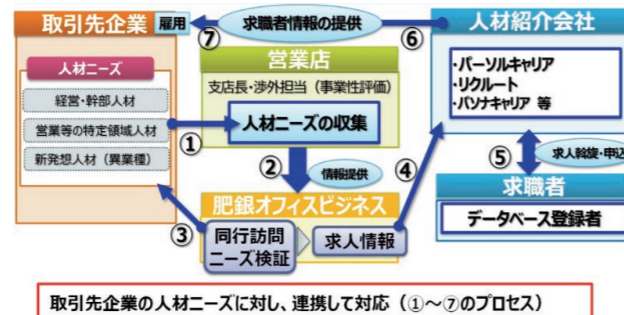 取引先企業
雇用
⑦
求職者情報の提供
⑥
人材紹介会社
人材ニーズ
経営・幹部人材
営業等の特定領域人材
新発想人材（異業種）
①
営業店
支店長・渉外担当（事業性評価）
人材ニーズの収集
②
情報提供
④
・パーソルキャリア
・リクルート
・パソナキャリア 等
⑤
求人斡旋・申込
求職者
データベース登録者
肥銀オフィスビジネス
③
同行訪問
ニーズ検証
求人情報
取引先企業の人材ニーズに対し、連携して対応（①～⑦のプロセス）